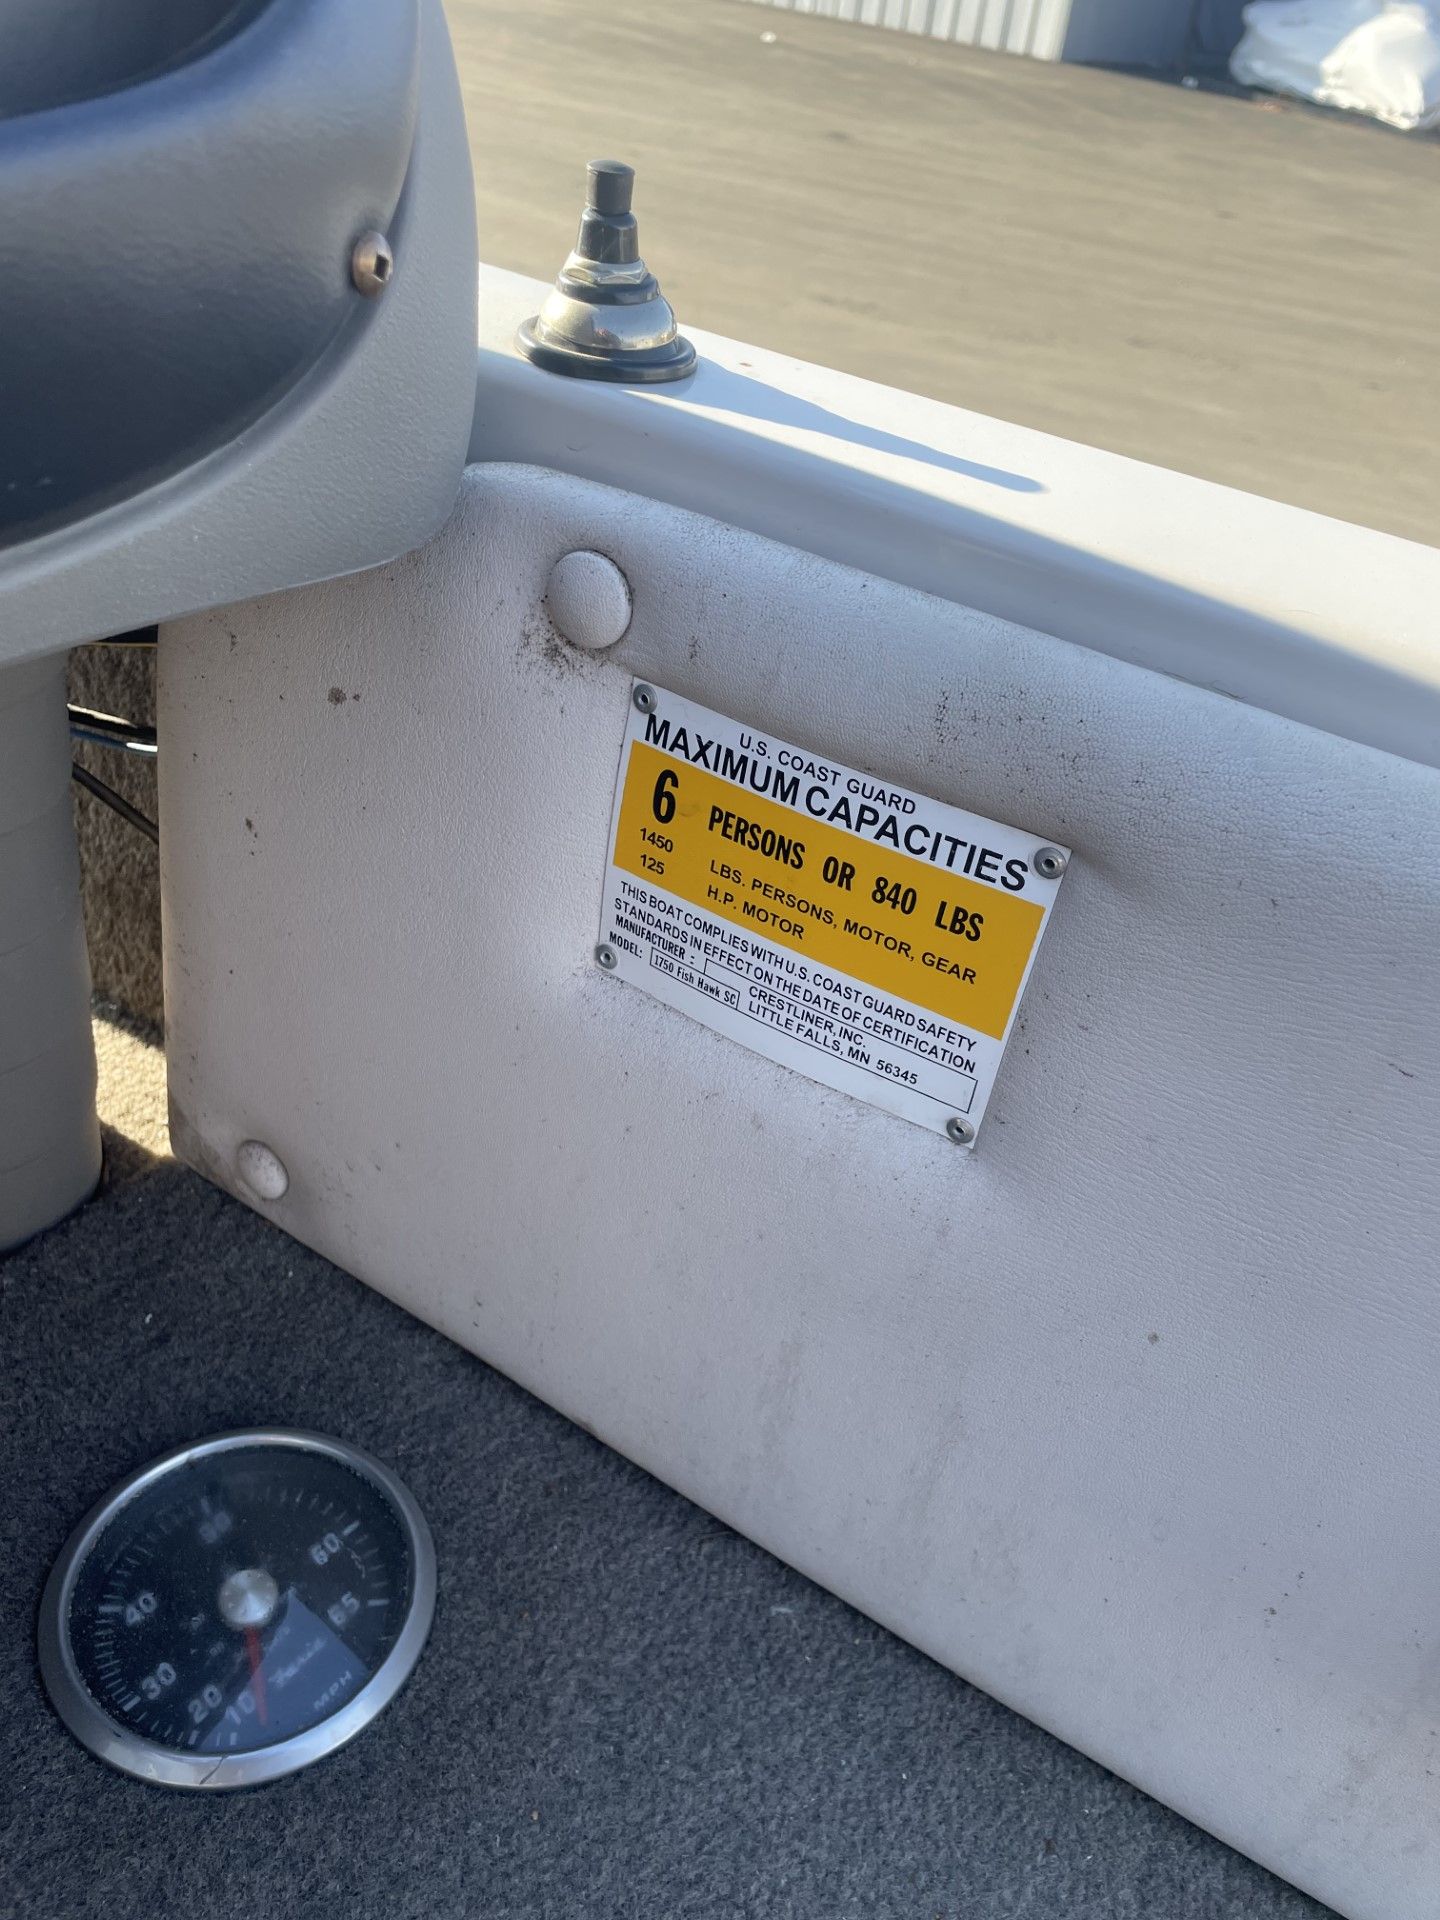 U.S. COAST GUARD
MAXIMUM CAPACITIES
6 PERSONS OR 840 LBS
1450 LBS. PERSONS, MOTOR, GEAR
125 H.P. MOTOR
THIS BOAT COMPLIES WITH U.S. COAST GUARD SAFETY
STANDARDS IN EFFECT ON THE DATE OF CERTIFICATION
MANUFACTURER : CRESTLINER, INC.
LITTLE FALLS, MN 56345
MODEL: 1750 Fish Hawk SC
50
60
40
65
30
20
10
MPH